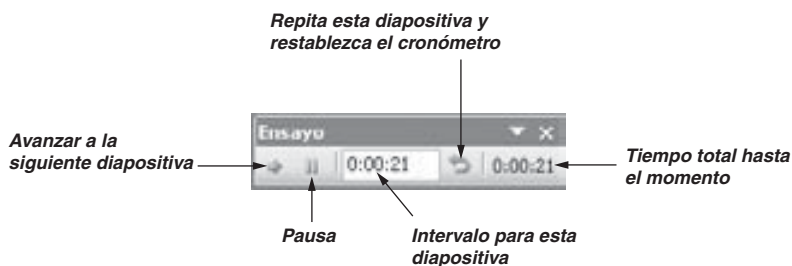 Repita esta diapositiva y
restablezca el cronómetro
Ensayo
Avanzar a la
siguiente diapositiva
0:00:21
0:00:21
Tiempo total hasta
el momento
Pausa
Intervalo para esta
diapositiva